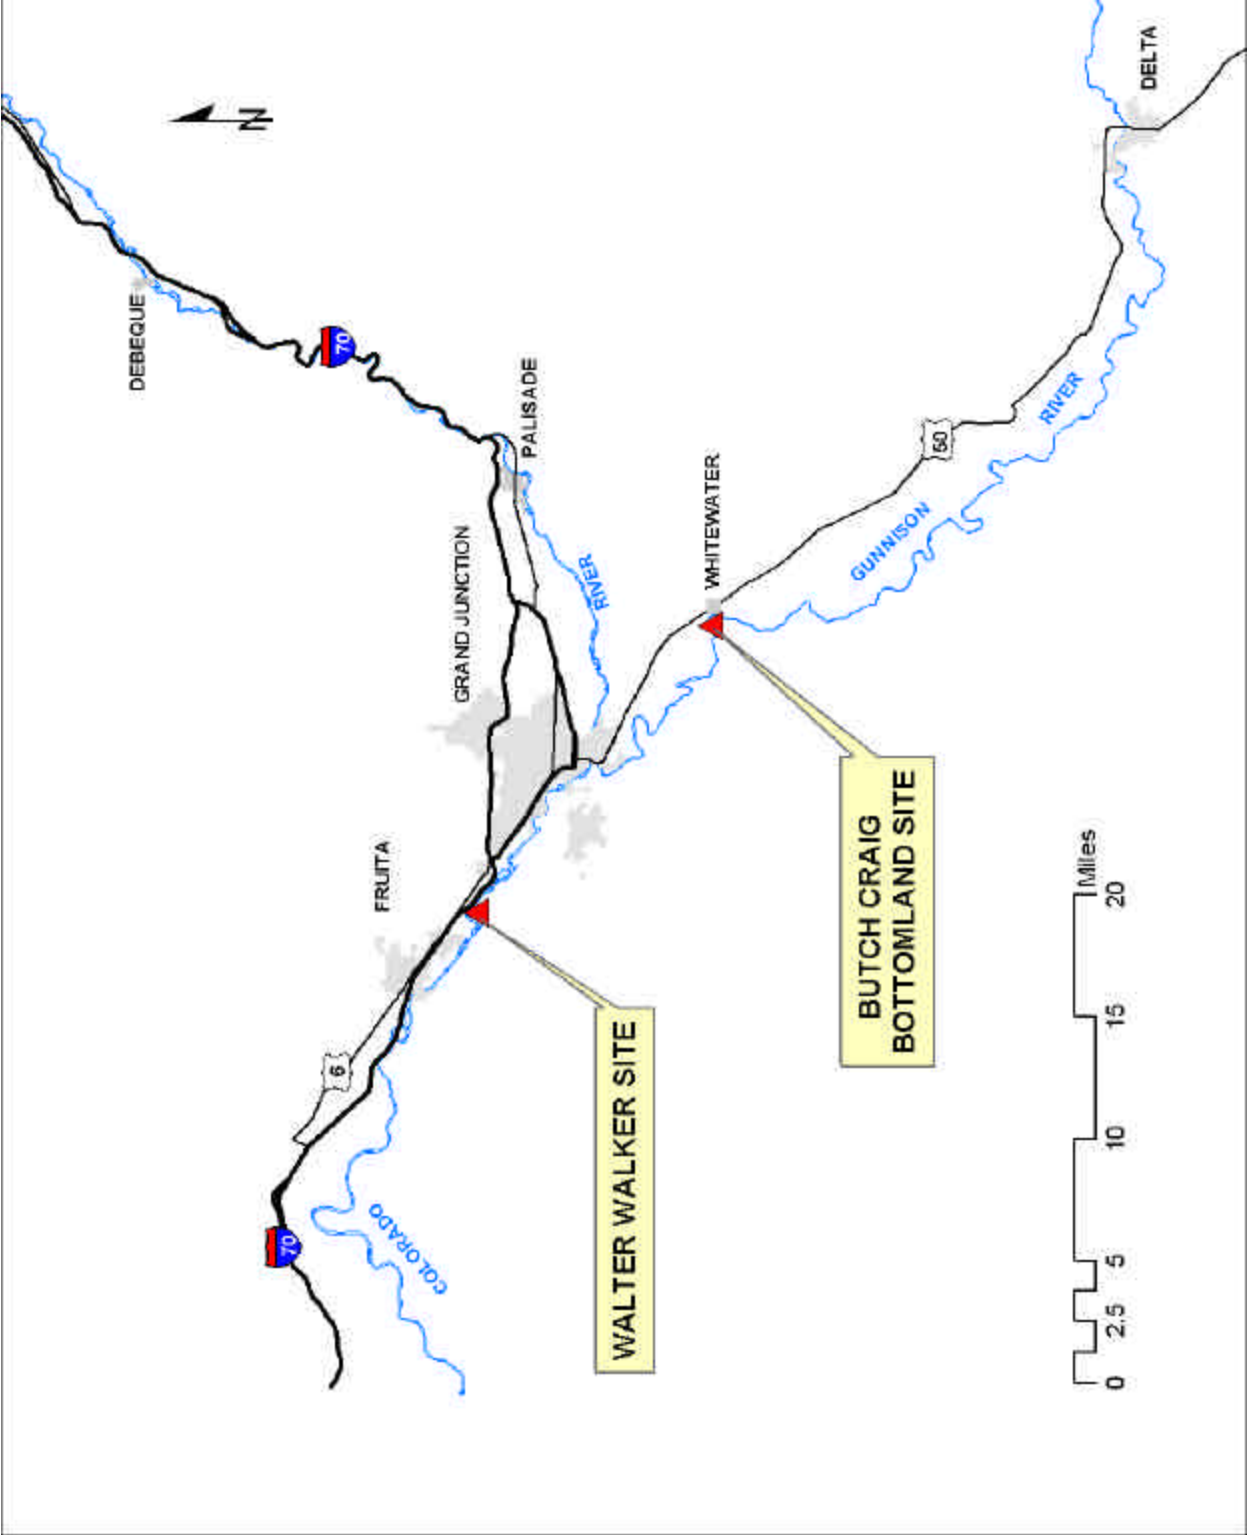 N
DEBEQUE
70
PALISADE
GRAND JUNCTION
RIVER
WHITEWATER
50
GUNNISON
RIVER
DELTA
FRUITA
6
70
COLORADO
WALTER WALKER SITE
BUTCH CRAIG
BOTTOMLAND SITE
0 2.5 5 10 15 20
Miles